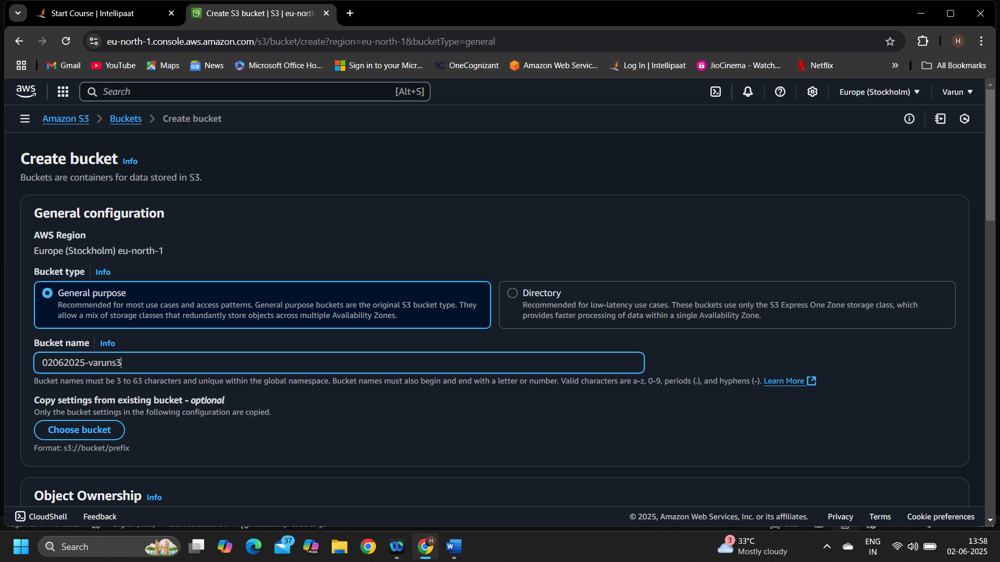 Start Course | Intellipaat
Create S3 bucket | S3 | eu-north
eu-north-1.console.aws.amazon.com/s3/bucket/create?region=eu-north-1&bucketType=general
H
Gmail
YouTube
Maps
News
Microsoft Office Ho...
Sign in to your Micr...
1C OneCognizant
Amazon Web Servic...
Log In | Intellipaat
JioCinema - Watch...
Netflix
All Bookmarks
aws
Search
[Alt+S]
Europe (Stockholm)
Varun
Amazon S3
Buckets
Create bucket
Create bucket Info
Buckets are containers for data stored in S3.
General configuration
AWS Region
Europe (Stockholm) eu-north-1
Bucket type Info
General purpose
Recommended for most use cases and access patterns. General purpose buckets are the original S3 bucket type. They
allow a mix of storage classes that redundantly store objects across multiple Availability Zones.
Directory
Recommended for low-latency use cases. These buckets use only the S3 Express One Zone storage class, which
provides faster processing of data within a single Availability Zone.
Bucket name Info
02062025-varuns3
Bucket names must be 3 to 63 characters and unique within the global namespace. Bucket names must also begin and end with a letter or number. Valid characters are a-z, 0-9, periods (.), and hyphens (-). Learn More
Copy settings from existing bucket - optional
Only the bucket settings in the following configuration are copied.
Choose bucket
Format: s3://bucket/prefix
Object Ownership Info
CloudShell
Feedback
© 2025, Amazon Web Services, Inc. or its affiliates.
Privacy
Terms
Cookie preferences
Search
37
M365
H
W
3
33°C
Mostly cloudy
ENG
IN
13:58
02-06-2025